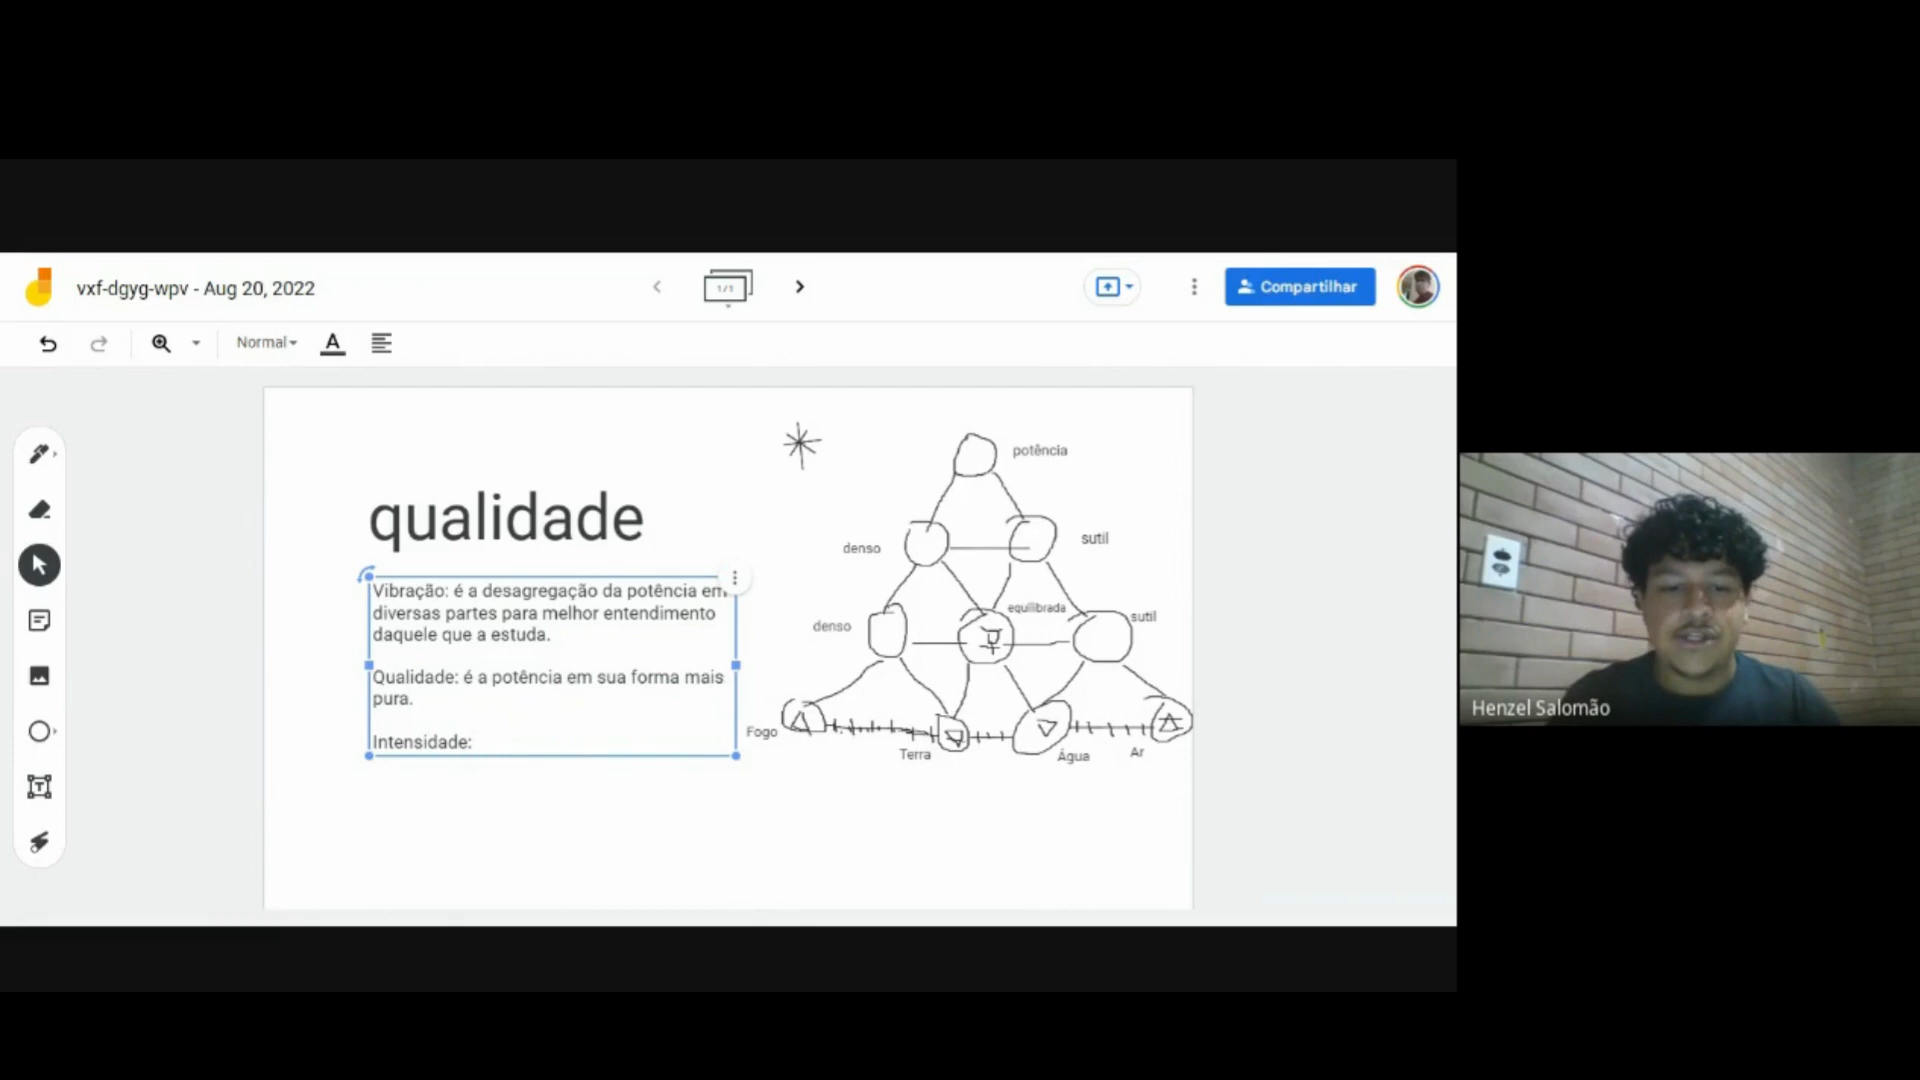 vxf-dgyg-wpv - Aug 20, 2022
1/1
Compartilhar
Normal
A
qualidade
Vibração: é a desagregação da potência em
diversas partes para melhor entendimento
daquele que a estuda.
Qualidade: é a potência em sua forma mais
pura.
Intensidade:
potência
denso
sutil
denso
equilibrada
sutil
Fogo
Terra
Água
Ar
Henzel Salomão